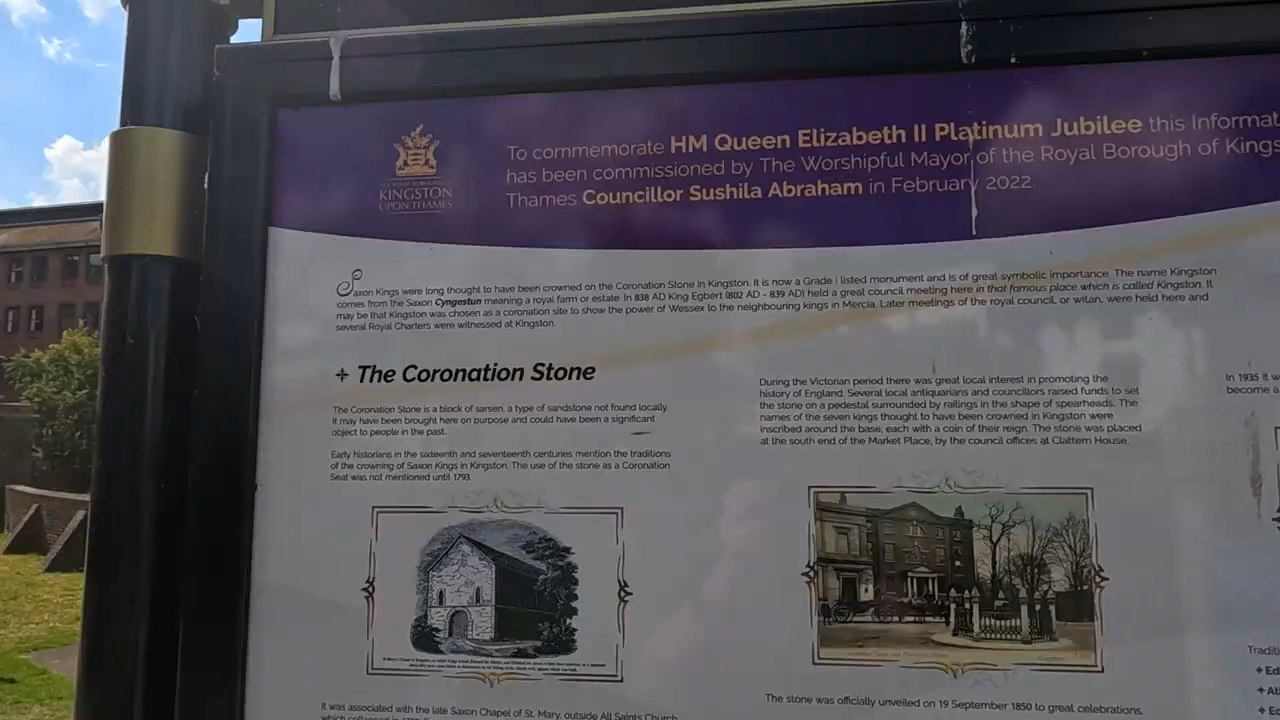 To commemorate HM Queen Elizabeth II Platinum Jubilee this Informat
has been commissioned by The Worshipful Mayor of the Royal Borough of Kings
Thames Councillor Sushila Abraham in February 2022.
KINGSTON
UPON THAMES
Saxon Kings were long thought to have been crowned on the Coronation Stone in Kingston. It is now a Grade I listed monument and is of great symbolic importance. The name Kingston
comes from the Saxon Cyngestun meaning a royal farm or estate. In 838 AD King Egbert (802 AD - 839 AD) held a great council meeting here in that famous place which is called Kingston. It
may be that Kingston was chosen as a coronation site to show the power of Wessex to the neighbouring kings in Mercia. Later meetings of the royal council, or witan, were held here and
several Royal Charters were witnessed at Kingston.
The Coronation Stone
The Coronation Stone is a block of sarsen, a type of sandstone not found locally.
It may have been brought here on purpose and could have been a significant
object to people in the past.
Early historians in the sixteenth and seventeenth centuries mention the traditions
of the crowning of Saxon Kings in Kingston. The use of the stone as a Coronation
Seat was not mentioned until 1793.
It was associated with the late Saxon Chapel of St. Mary, outside All Saints Church
which collapsed in
During the Victorian period there was great local interest in promoting the
history of England. Several local antiquarians and councillors raised funds to set
the stone on a pedestal surrounded by railings in the shape of spearheads. The
names of the seven kings thought to have been crowned in Kingston were
inscribed around the base, each with a coin of their reign. The stone was placed
at the south end of the Market Place, by the council offices at Clattern House.
The stone was officially unveiled on 19 September 1850 to great celebrations.
In 1935 it w
become a
Traditi
Ed
At
Ed